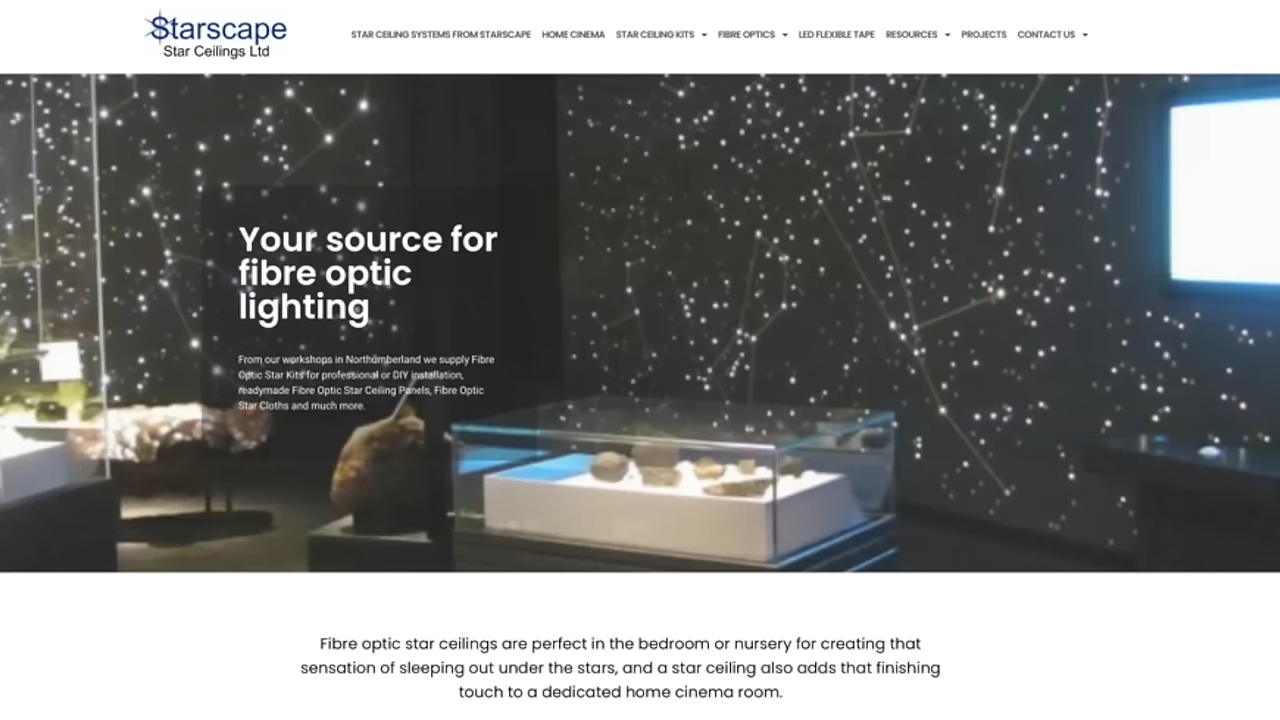 Starscape
Star Ceilings Ltd
STAR CEILING SYSTEMS FROM STARSCAPE HOME CINEMA STAR CEILING KITS FIBRE OPTICS LED FLEXIBLE TAPE RESOURCES PROJECTS CONTACT US
Your source for
fibre optic
lighting
From our workshops in Northumberland we supply Fibre
Optic Star Kits for professional or DIY installation,
readymade Fibre Optic Star Ceiling Panels, Fibre Optic
Star Cloths and much more.
Fibre optic star ceilings are perfect in the bedroom or nursery for creating that
sensation of sleeping out under the stars, and a star ceiling also adds that finishing
touch to a dedicated home cinema room.